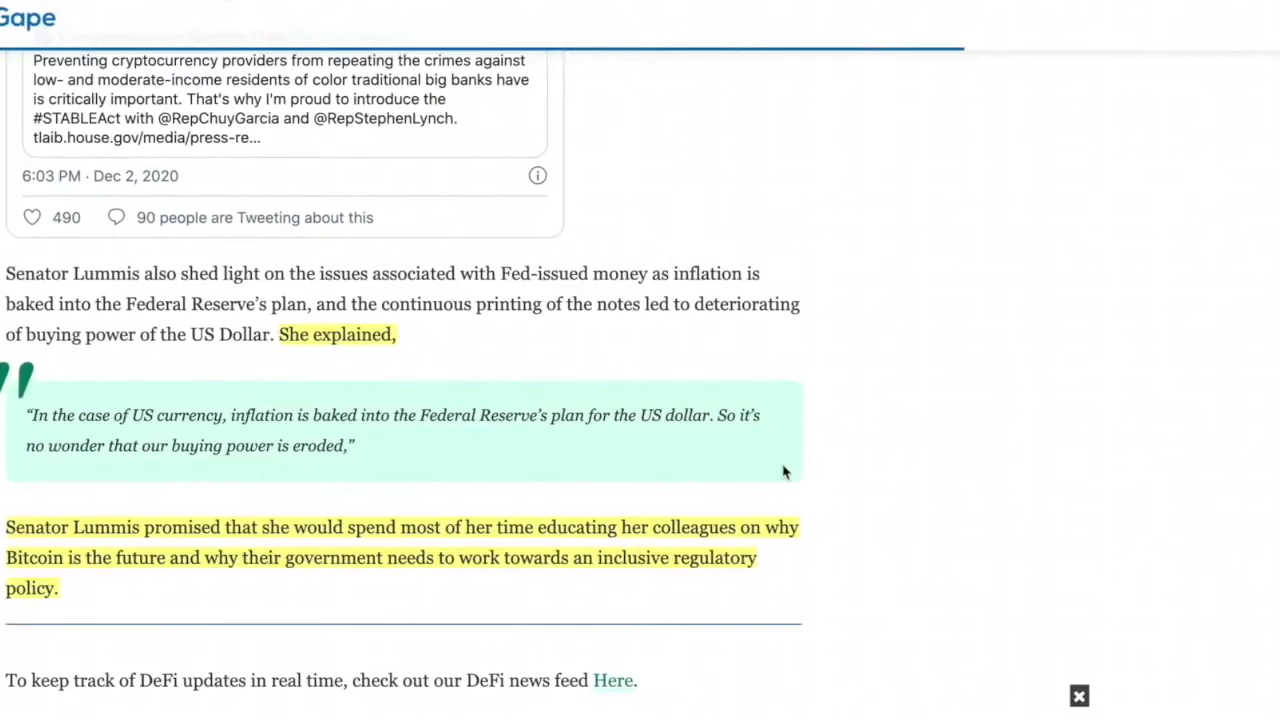 Gape
Preventing cryptocurrency providers from repeating the crimes against
low- and moderate-income residents of color traditional big banks have
is critically important. That's why I'm proud to introduce the
#STABLEAct with @RepChuyGarcia and @RepStephenLynch.
tlaib.house.gov/media/press-re...
6:03 PM · Dec 2, 2020
490 90 people are Tweeting about this
Senator Lummis also shed light on the issues associated with Fed-issued money as inflation is
baked into the Federal Reserve’s plan, and the continuous printing of the notes led to deteriorating
of buying power of the US Dollar. She explained,
“In the case of US currency, inflation is baked into the Federal Reserve’s plan for the US dollar. So it’s
no wonder that our buying power is eroded,”
Senator Lummis promised that she would spend most of her time educating her colleagues on why
Bitcoin is the future and why their government needs to work towards an inclusive regulatory
policy.
To keep track of DeFi updates in real time, check out our DeFi news feed Here.